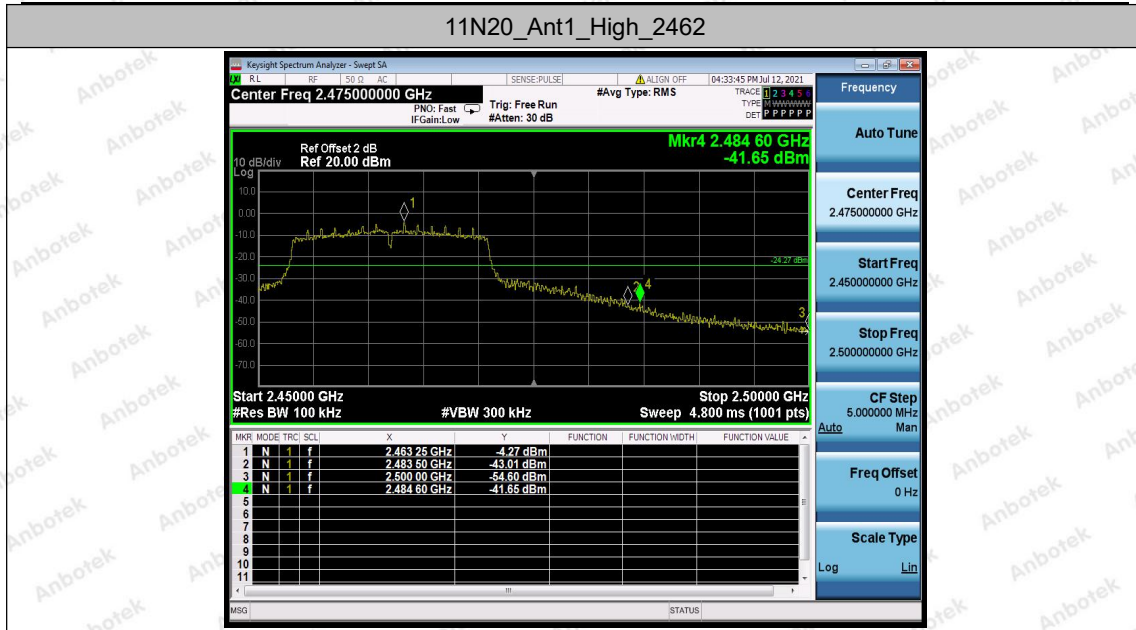 11N20_Ant1_High_2462
Keysight Spectrum Analyzer - Swept SA
RL RF 50 Ω AC SENSE:PULSE ALIGN OFF 04:33:45 PM Jul 12, 2021
Center Freq 2.475000000 GHz
PNO: Fast
IFGain:Low
Trig: Free Run
#Atten: 30 dB
#Avg Type: RMS
TRACE 1 2 3 4 5 6
TYPE M WWWWW
DET P P P P P P
Frequency
Mkr4 2.484 60 GHz
-41.65 dBm
Ref Offset 2 dB
10 dB/div Ref 20.00 dBm
Log
10.0
0.00
-10.0
-20.0
-30.0
-40.0
-50.0
-60.0
-70.0
1
2
4
3
-24.27 dBm
Start 2.45000 GHz Stop 2.50000 GHz
#Res BW 100 kHz #VBW 300 kHz Sweep 4.800 ms (1001 pts)
MKR MODE TRC SCL X Y FUNCTION FUNCTION WIDTH FUNCTION VALUE
1 N 1 f 2.463 25 GHz -4.27 dBm
2 N 1 f 2.483 50 GHz -43.01 dBm
3 N 1 f 2.500 00 GHz -54.60 dBm
4 N 1 f 2.484 60 GHz -41.65 dBm
5
6
7
8
9
10
11
MSG STATUS
Auto Tune
Center Freq
2.475000000 GHz
Start Freq
2.450000000 GHz
Stop Freq
2.500000000 GHz
CF Step
5.000000 MHz
Auto Man
Freq Offset
0 Hz
Scale Type
Log Lin
Anbotek